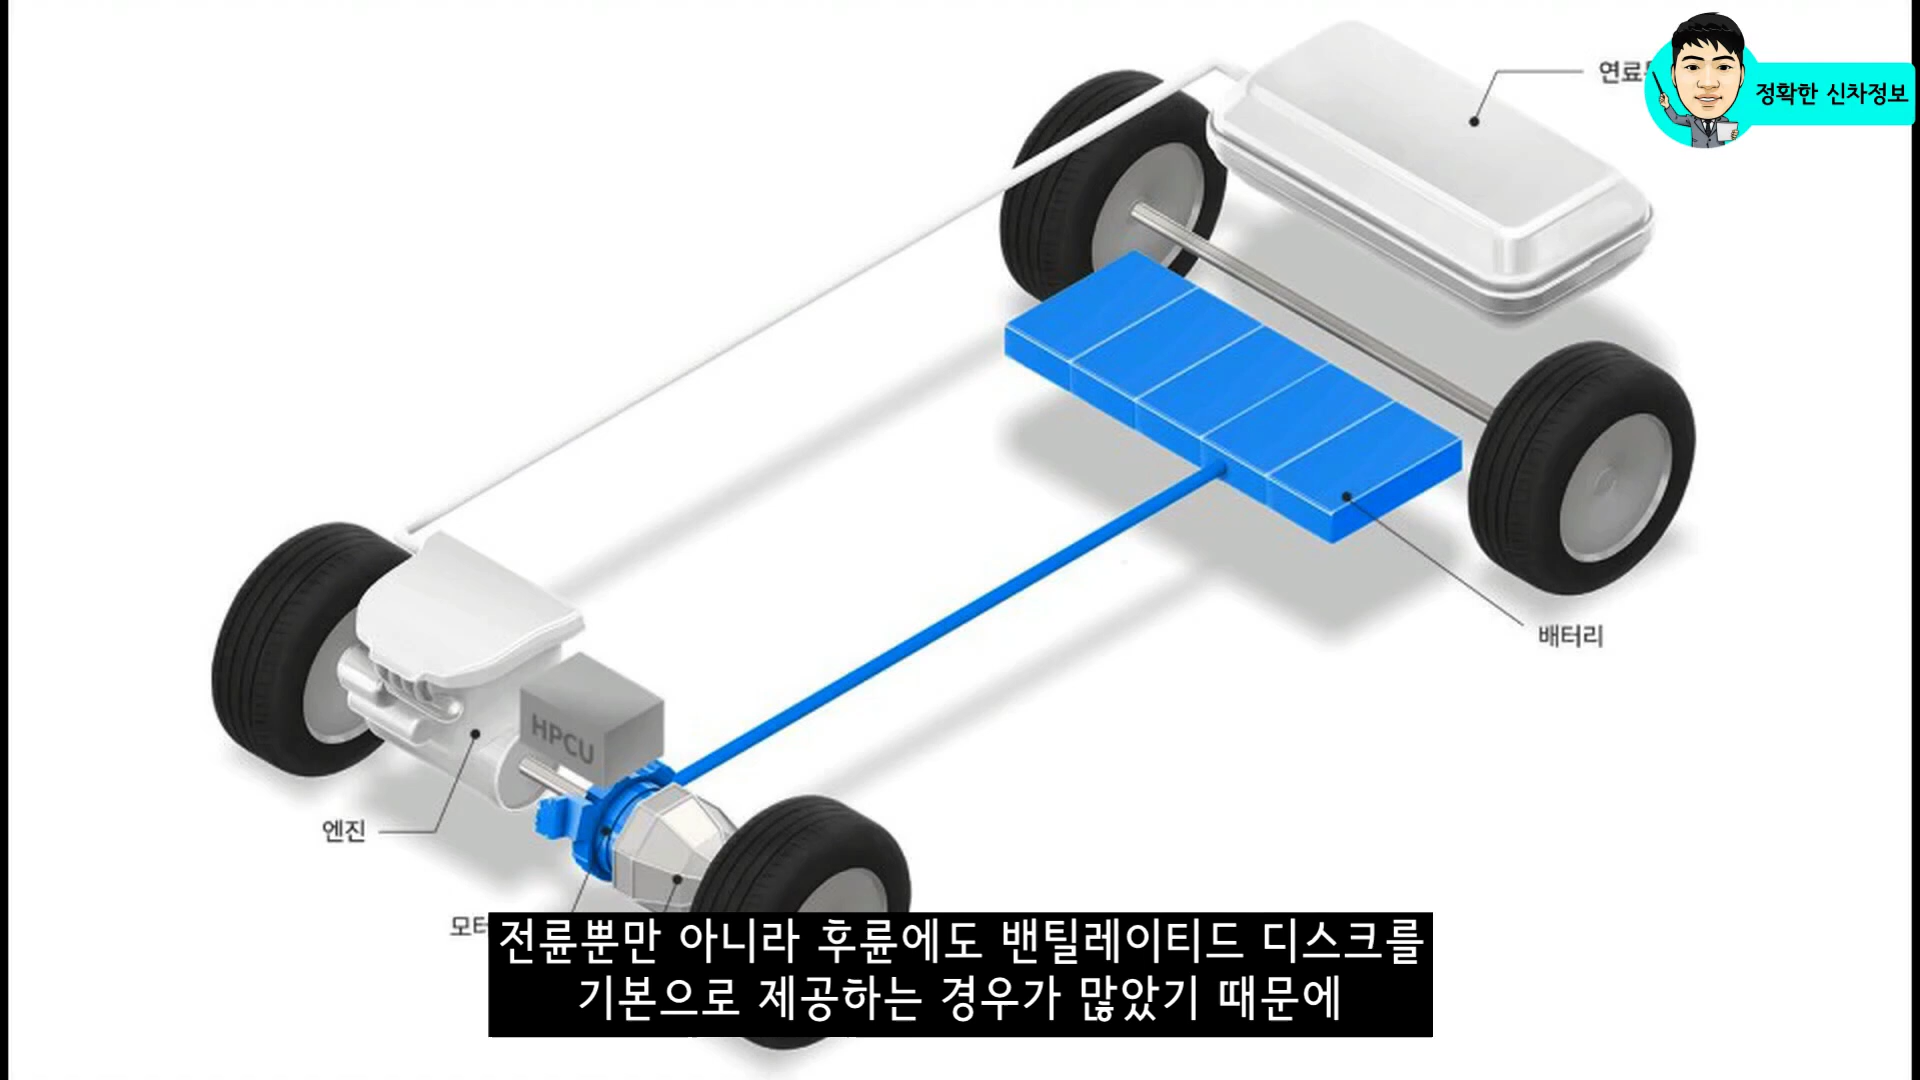 정확한 신차정보
배터리
HPCU
엔진
전륜뿐만 아니라 후륜에도 밴틸레이티드 디스크를
기본으로 제공하는 경우가 많았기 때문에